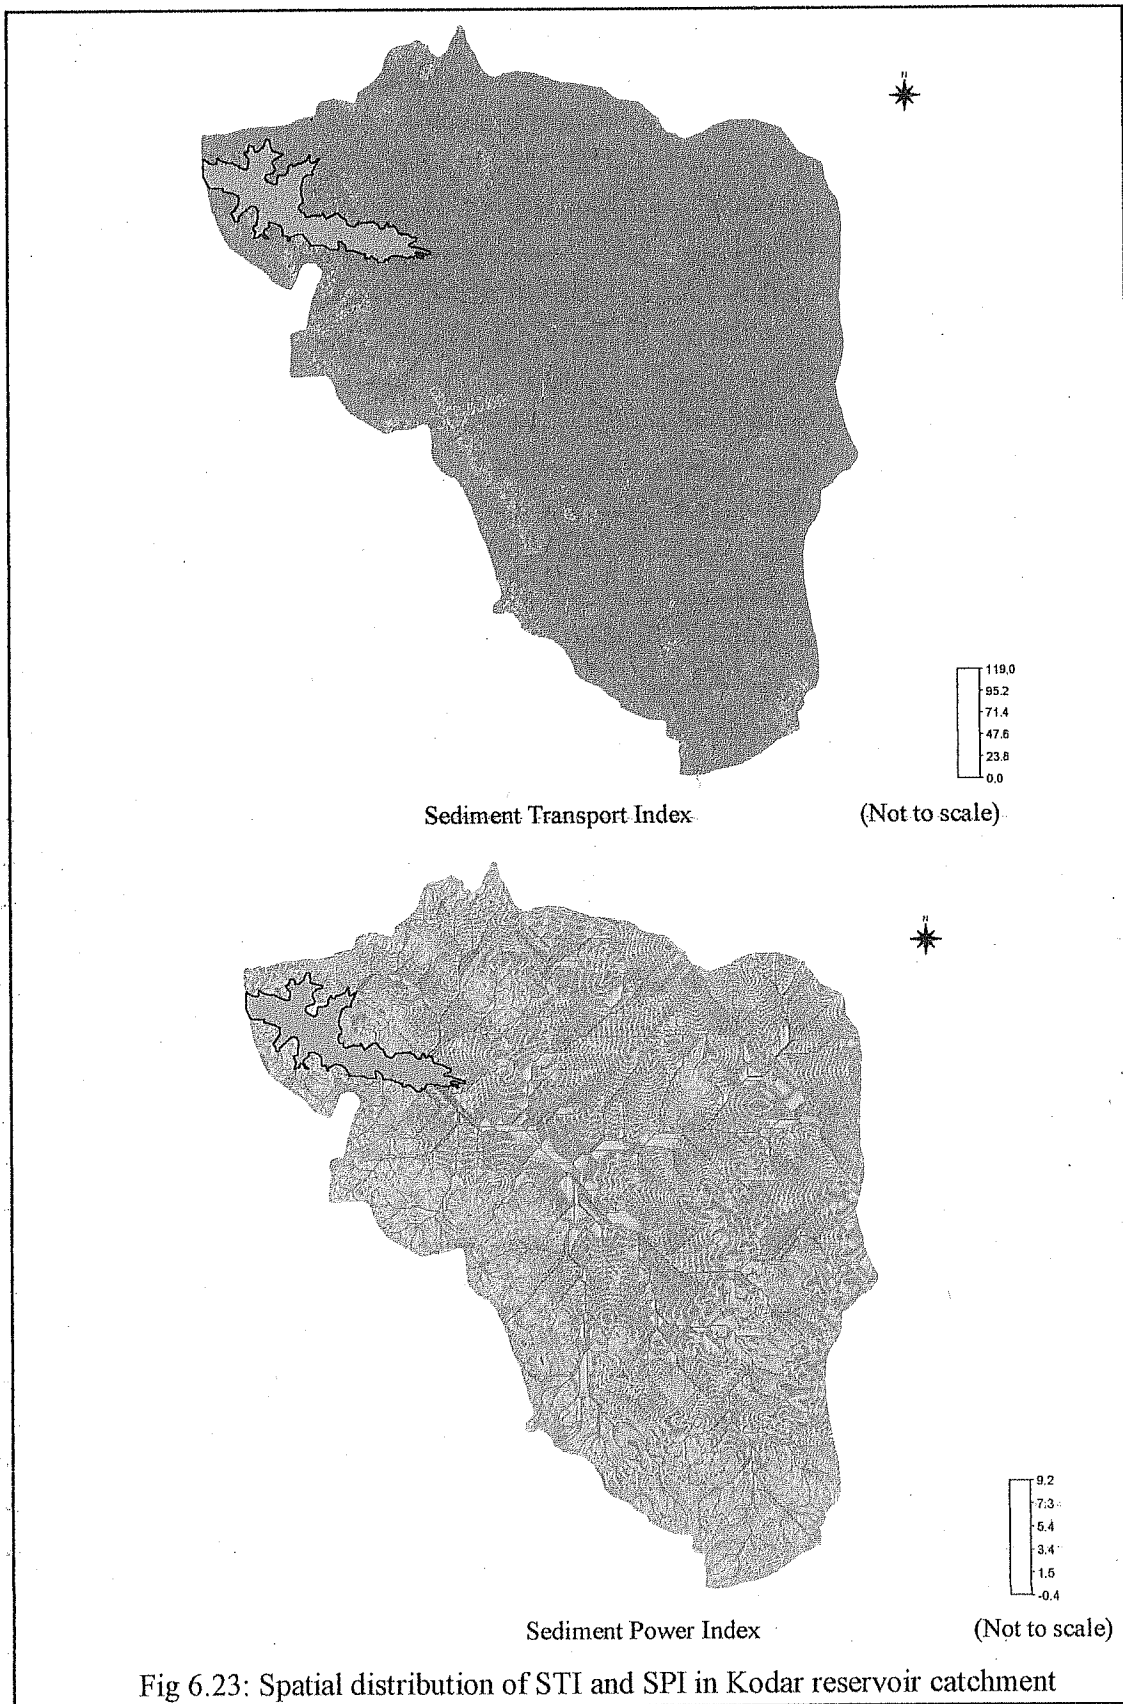 N
119.0
95.2
71.4
47.6
23.8
0.0
Sediment Transport Index (Not to scale)
N
9.2
7.3
5.4
3.4
1.5
-0.4
Sediment Power Index (Not to scale)
Fig 6.23: Spatial distribution of STI and SPI in Kodar reservoir catchment